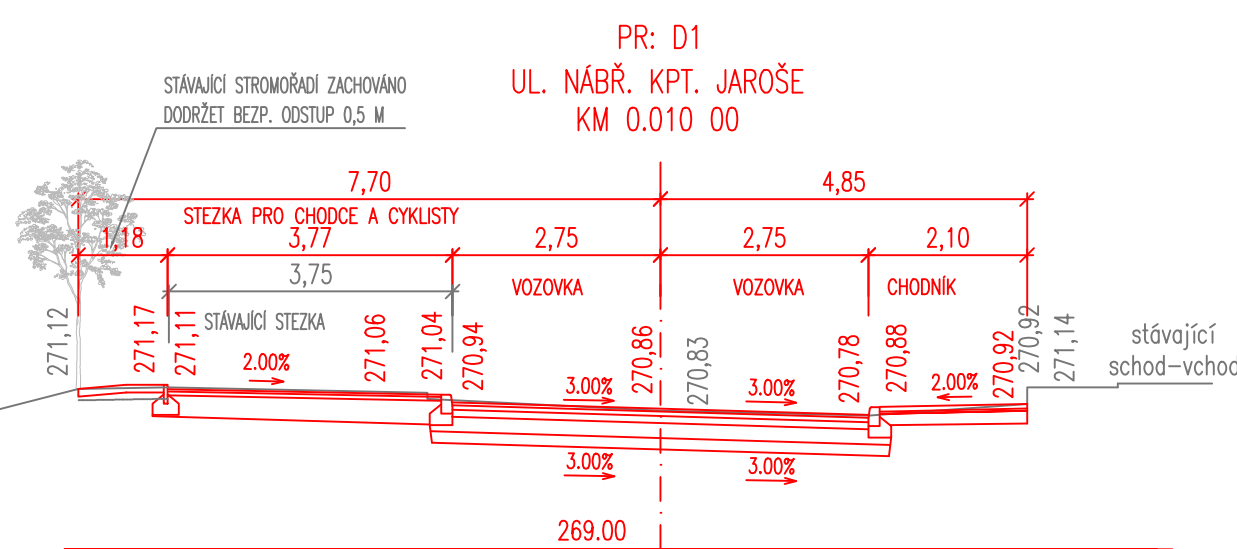 PR: D1
UL. NÁBŘ. KPT. JAROŠE
KM 0.010 00
STÁVAJÍCÍ STROMOŘADÍ ZACHOVÁNO
DODRŽET BEZP. ODSTUP 0,5 M
7,70
4,85
STEZKA PRO CHODCE A CYKLISTY
1,18
3,77
2,75
2,75
2,10
3,75
VOZOVKA
VOZOVKA
CHODNÍK
STÁVAJÍCÍ STEZKA
271,12
271,17
271,11
271,06
271,04
270,94
270,86
270,83
270,78
270,88
270,92
270,92
271,14
stávající
schod-vchod
2.00%
3.00%
3.00%
2.00%
3.00%
3.00%
269.00